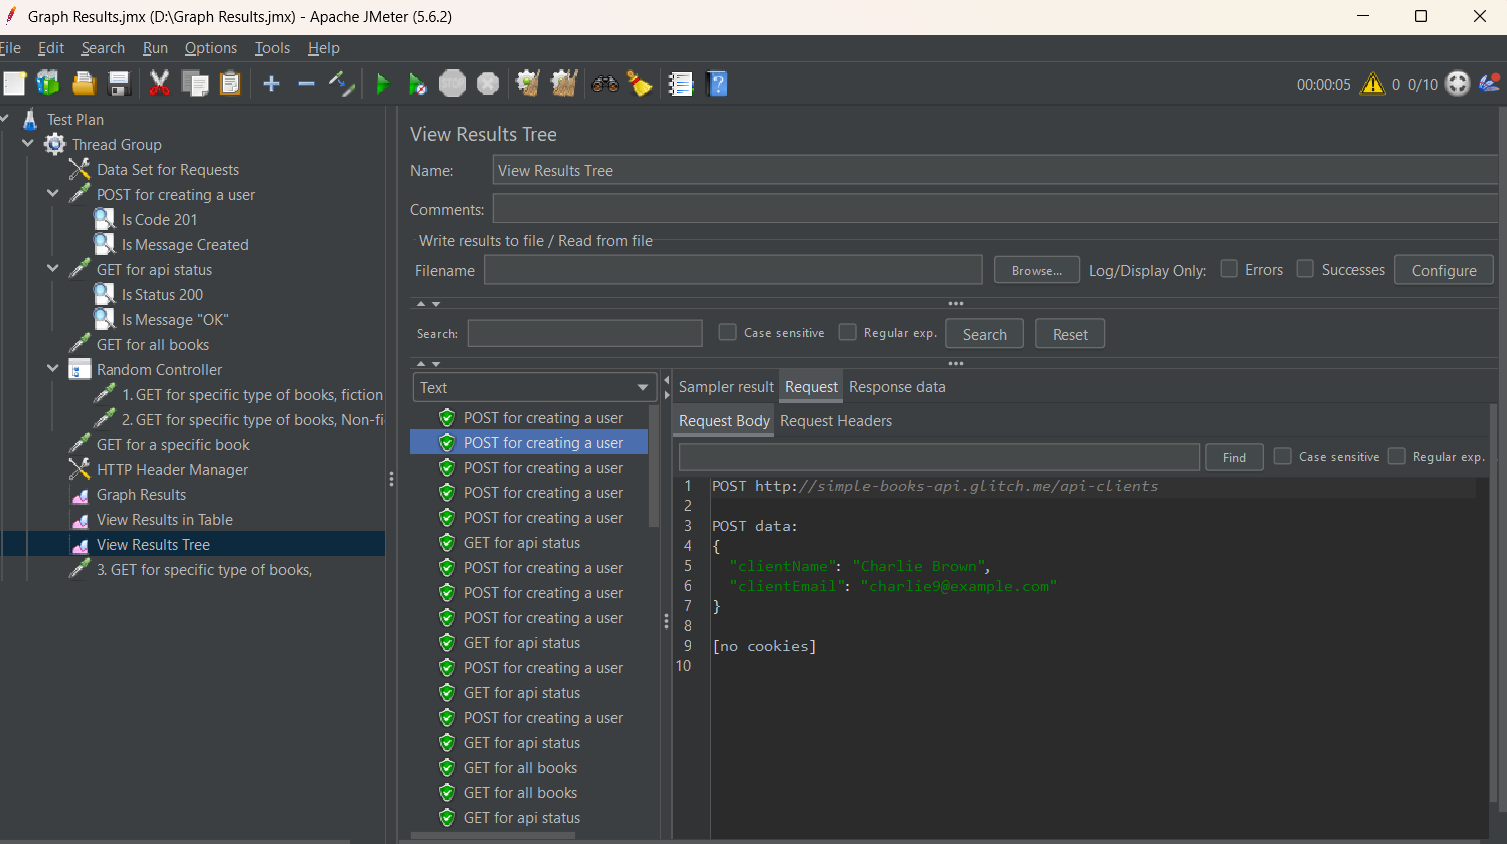 Graph Results.jmx (D:\Graph Results.jmx) - Apache JMeter (5.6.2)
File Edit Search Run Options Tools Help
STOP
00:00:05 0 0/10
Test Plan
Thread Group
Data Set for Requests
POST for creating a user
Is Code 201
Is Message Created
GET for api status
Is Status 200
Is Message "OK"
GET for all books
Random Controller
1. GET for specific type of books, fiction
2. GET for specific type of books, Non-fi
GET for a specific book
HTTP Header Manager
Graph Results
View Results in Table
View Results Tree
3. GET for specific type of books,
View Results Tree
Name: View Results Tree
Comments:
Write results to file / Read from file
Filename Browse... Log/Display Only: Errors Successes Configure
Search: Case sensitive Regular exp. Search Reset
Text
POST for creating a user
POST for creating a user
POST for creating a user
POST for creating a user
POST for creating a user
GET for api status
POST for creating a user
POST for creating a user
POST for creating a user
GET for api status
POST for creating a user
GET for api status
POST for creating a user
GET for api status
GET for all books
GET for all books
GET for api status
Sampler result Request Response data
Request Body Request Headers
Find Case sensitive Regular exp.
1 POST http://simple-books-api.glitch.me/api-clients
2
3 POST data:
4 {
5 "clientName": "Charlie Brown",
6 "clientEmail": "charlie9@example.com"
7 }
8
9 [no cookies]
10